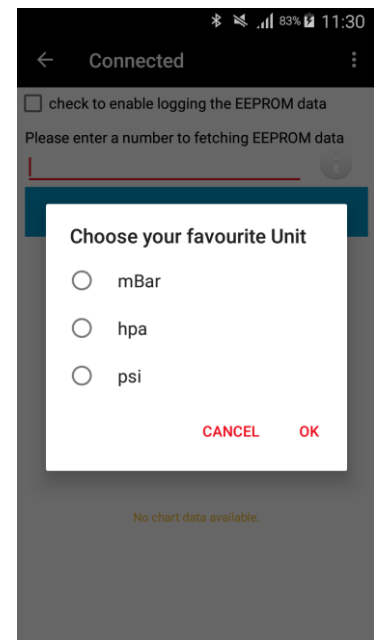 83% 11:30
Connected
check to enable logging the EEPROM data
Please enter a number to fetching EEPROM data
Choose your favourite Unit
mBar
hpa
psi
CANCEL OK
No chart data available.